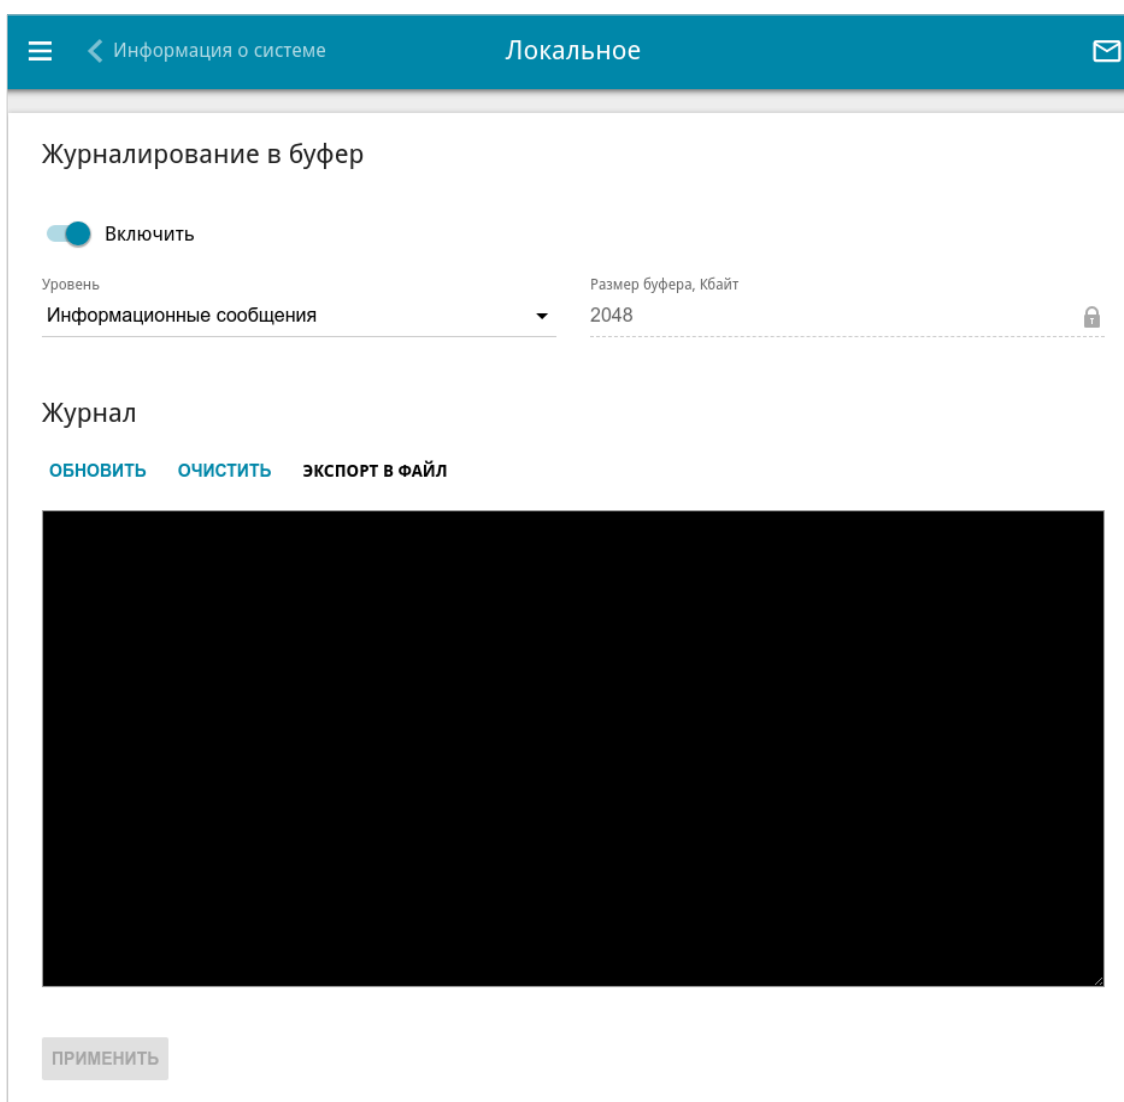 Информация о системе Локальное
Журналирование в буфер
Включить
Уровень Размер буфера, Кбайт
Информационные сообщения 2048
Журнал
ОБНОВИТЬ ОЧИСТИТЬ ЭКСПОРТ В ФАЙЛ
ПРИМЕНИТЬ